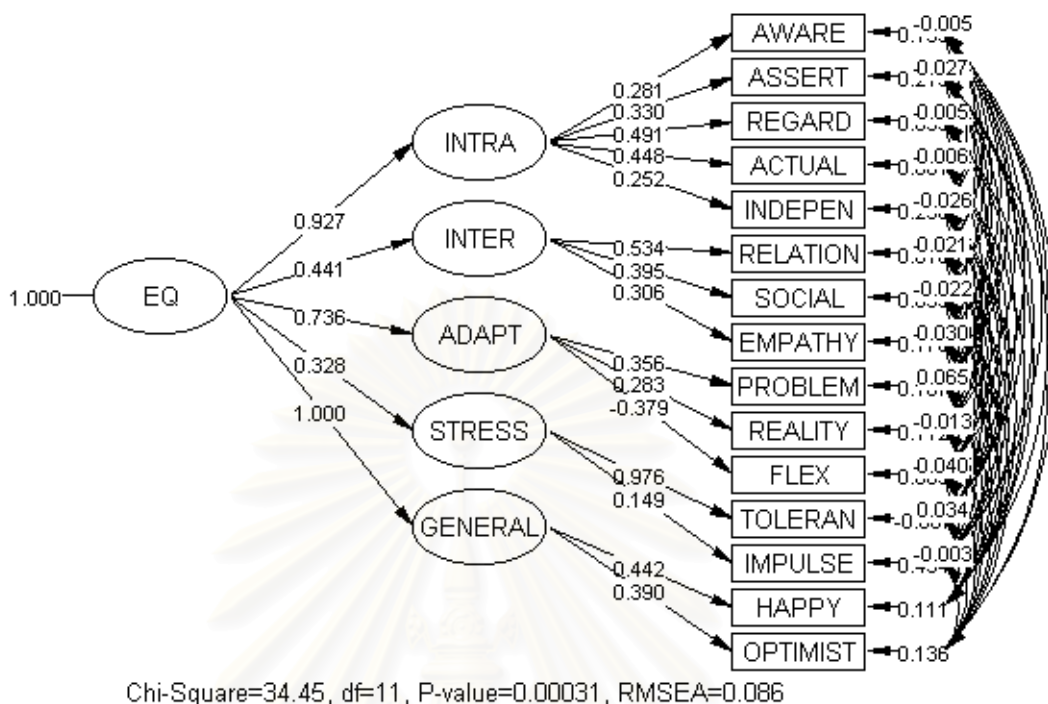 AWARE
-0.005
ASSERT
-0.027
REGARD
-0.005
ACTUAL
-0.006
INDEPEN
-0.026
RELATION
-0.021
SOCIAL
-0.022
EMPATHY
-0.030
PROBLEM
0.065
REALITY
-0.013
FLEX
-0.040
TOLERAN
0.034
IMPULSE
-0.003
HAPPY
0.111
OPTIMIST
0.136
0.281
0.330
0.491
0.448
0.252
INTRA
0.534
0.395
0.306
INTER
0.356
0.283
-0.379
ADAPT
0.976
0.149
STRESS
0.442
0.390
GENERAL
0.927
0.441
0.736
0.328
1.000
1.000
EQ
Chi-Square=34.45, df=11, P-value=0.00031, RMSEA=0.086